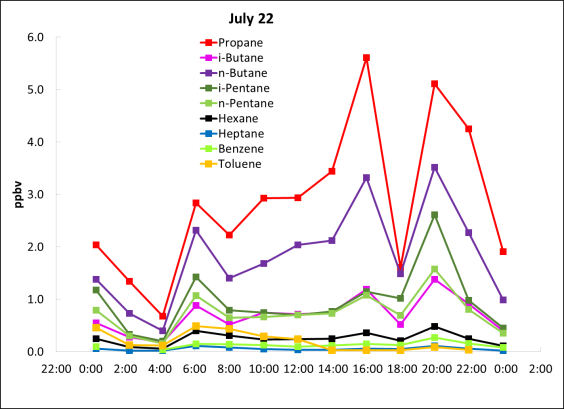 July 22
6.0
5.0
4.0
3.0
2.0
1.0
0.0
ppbv
Propane
i-Butane
n-Butane
i-Pentane
n-Pentane
Hexane
Heptane
Benzene
Toluene
22:00 0:00 2:00 4:00 6:00 8:00 10:00 12:00 14:00 16:00 18:00 20:00 22:00 0:00 2:00